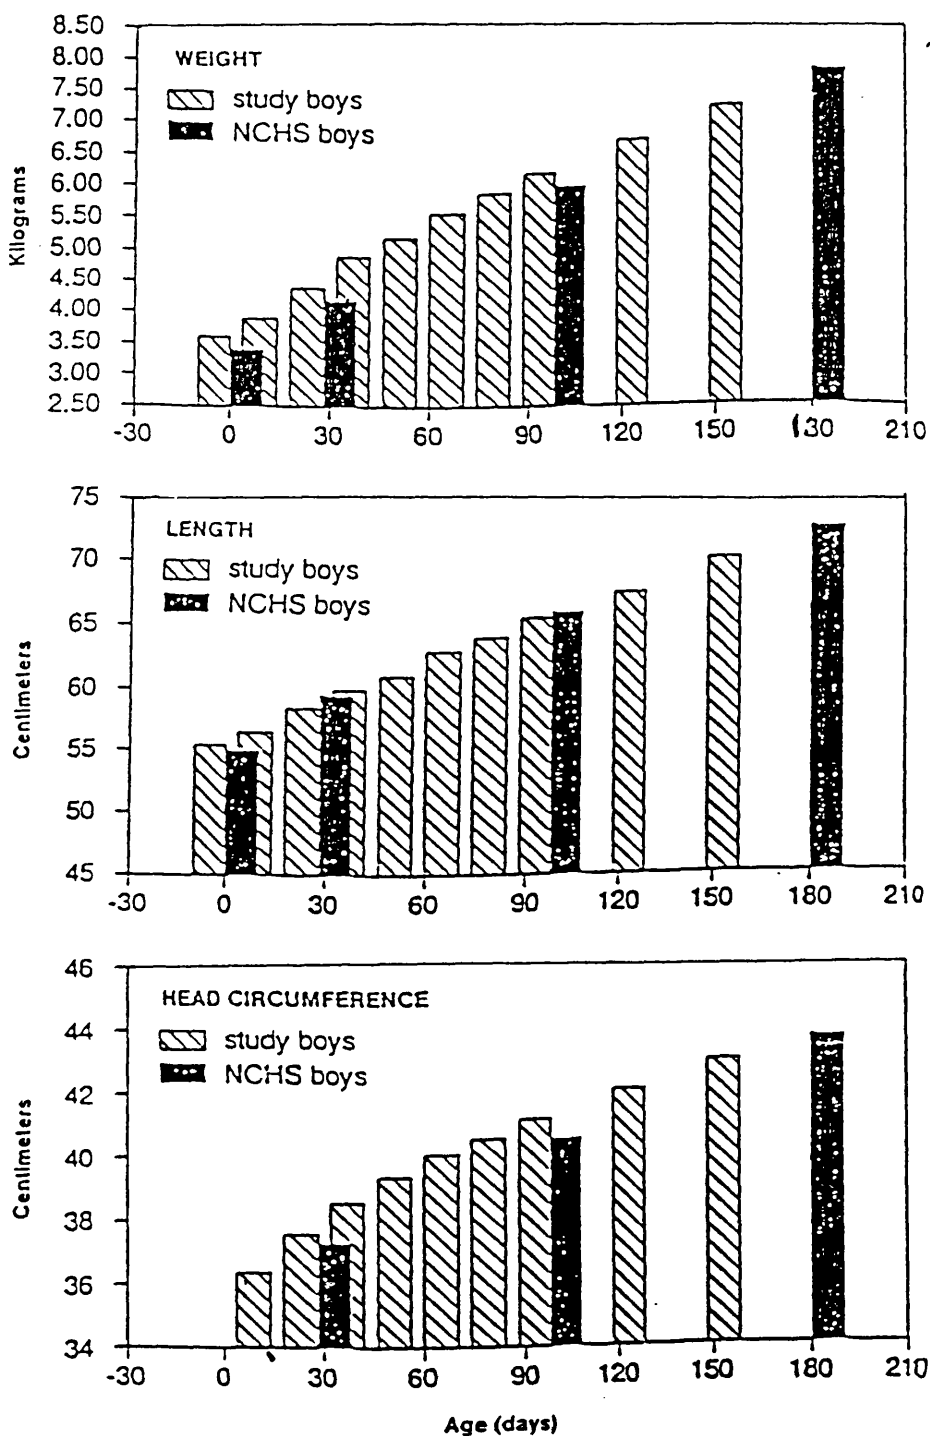 8.50
8.00
7.50
7.00
6.50
6.00
5.50
5.00
4.50
4.00
3.50
3.00
2.50
Kilograms
WEIGHT
study boys
NCHS boys
-30 0 30 60 90 120 150 130 210
75
70
65
60
55
50
45
Centimeters
LENGTH
study boys
NCHS boys
-30 0 30 60 90 120 150 180 210
46
44
42
40
38
36
34
Centimeters
HEAD CIRCUMFERENCE
study boys
NCHS boys
-30 0 30 60 90 120 150 180 210
Age (days)